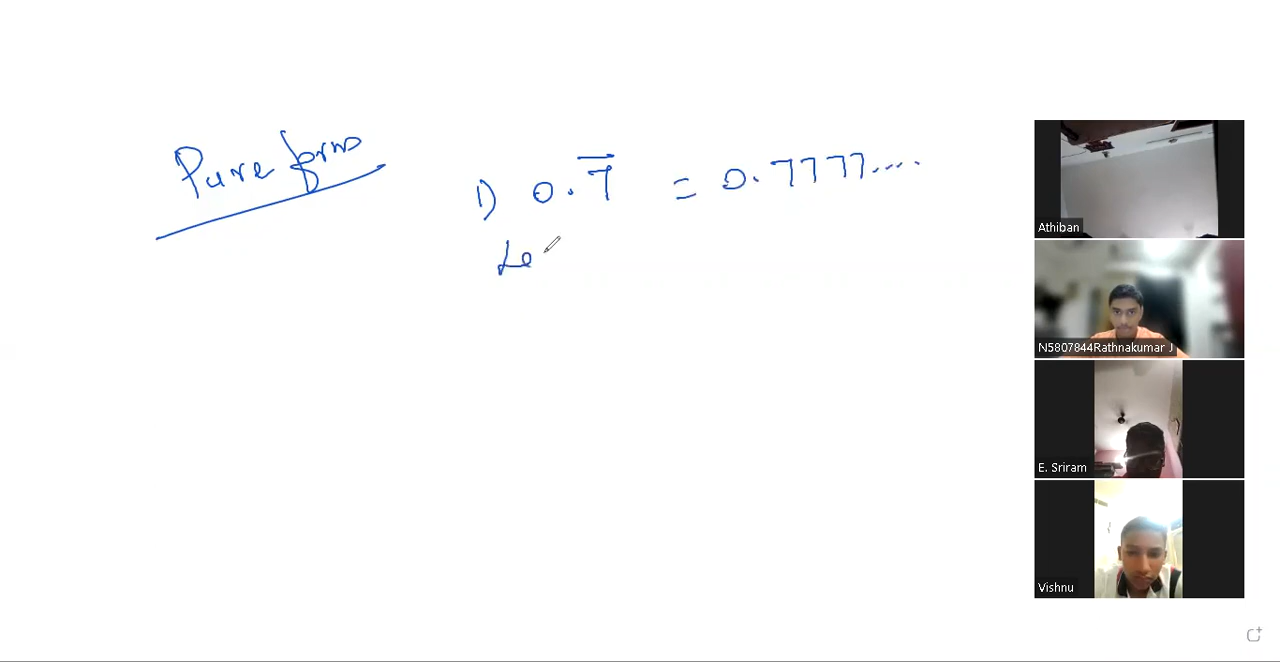 Pure form
1) 0.7̅ = 0.7777....
Le
Athiban
N5807844Rathnakumar J
E. Sriram
Vishnu